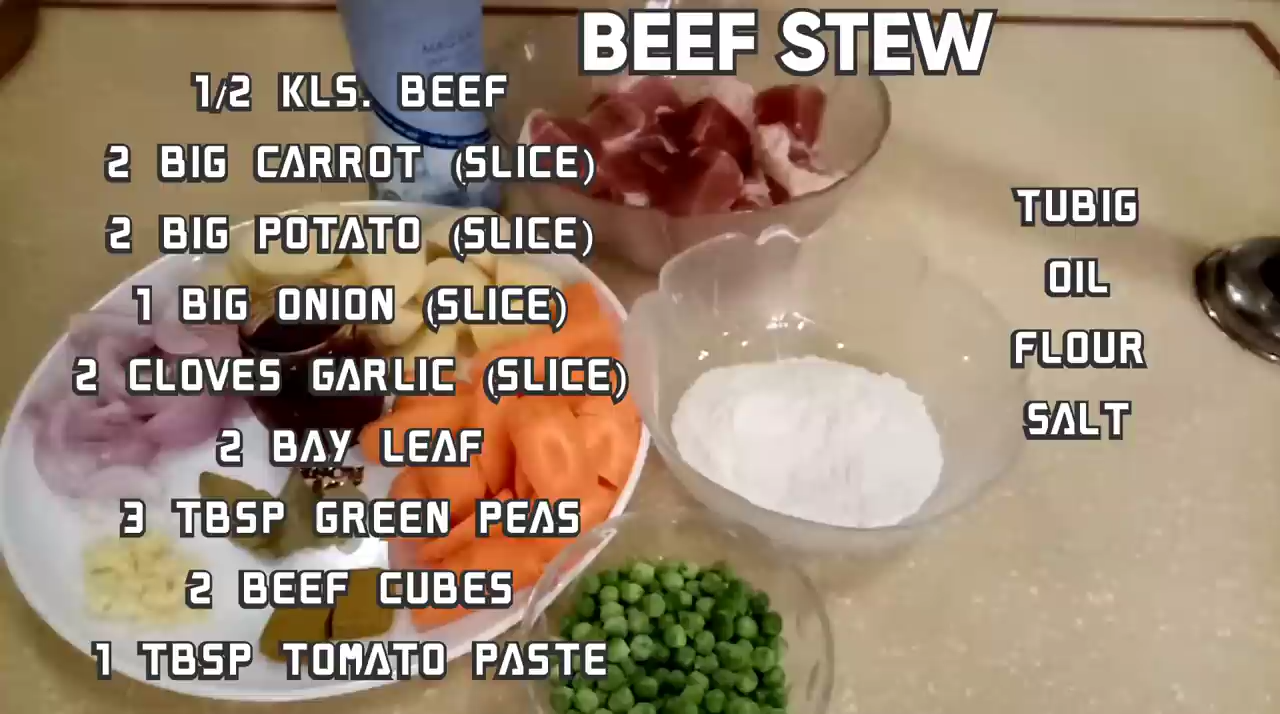 BEEF STEW
1/2 KLS. BEEF
2 BIG CARROT (SLICE)
2 BIG POTATO (SLICE)
1 BIG ONION (SLICE)
2 CLOVES GARLIC (SLICE)
2 BAY LEAF
3 TBSP GREEN PEAS
2 BEEF CUBES
1 TBSP TOMATO PASTE
TUBIG
OIL
FLOUR
SALT